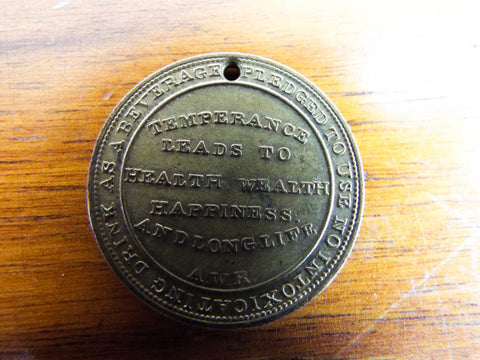 PLEDGED TO USE NO INTOXICATING DRINK AS A BEVERAGE
TEMPERANCE
LEADS TO
HEALTH WEALTH
HAPPINESS,
AND LONG LIFE
A W R